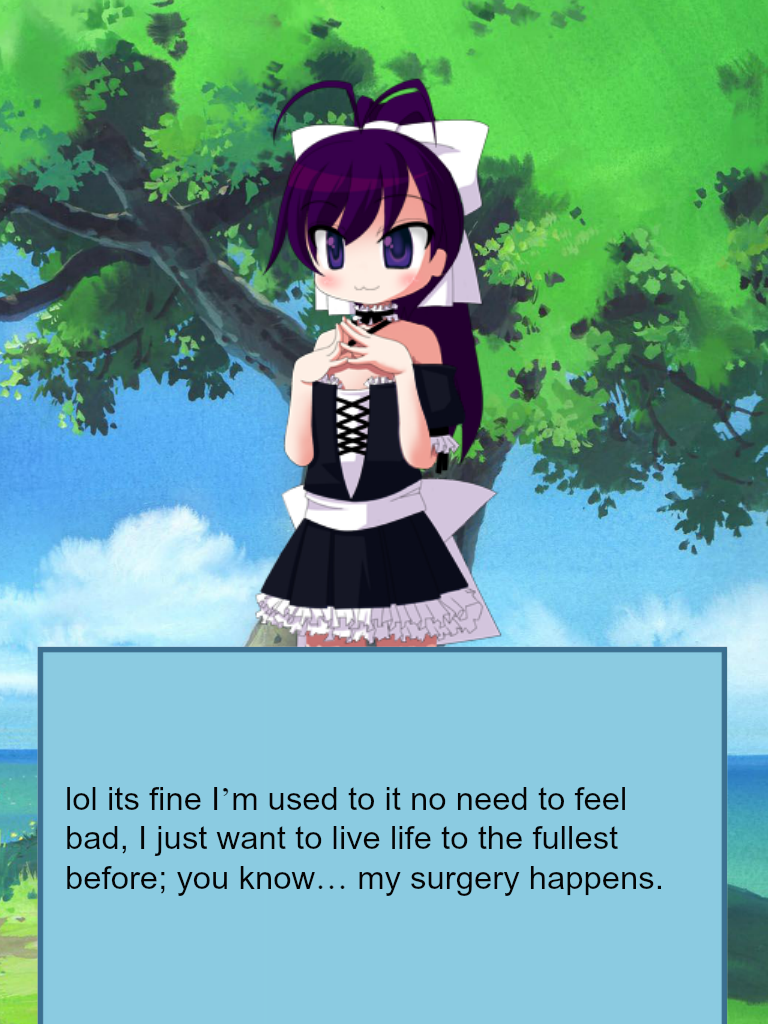 lol its fine I’m used to it no need to feel
bad, I just want to live life to the fullest
before; you know… my surgery happens.